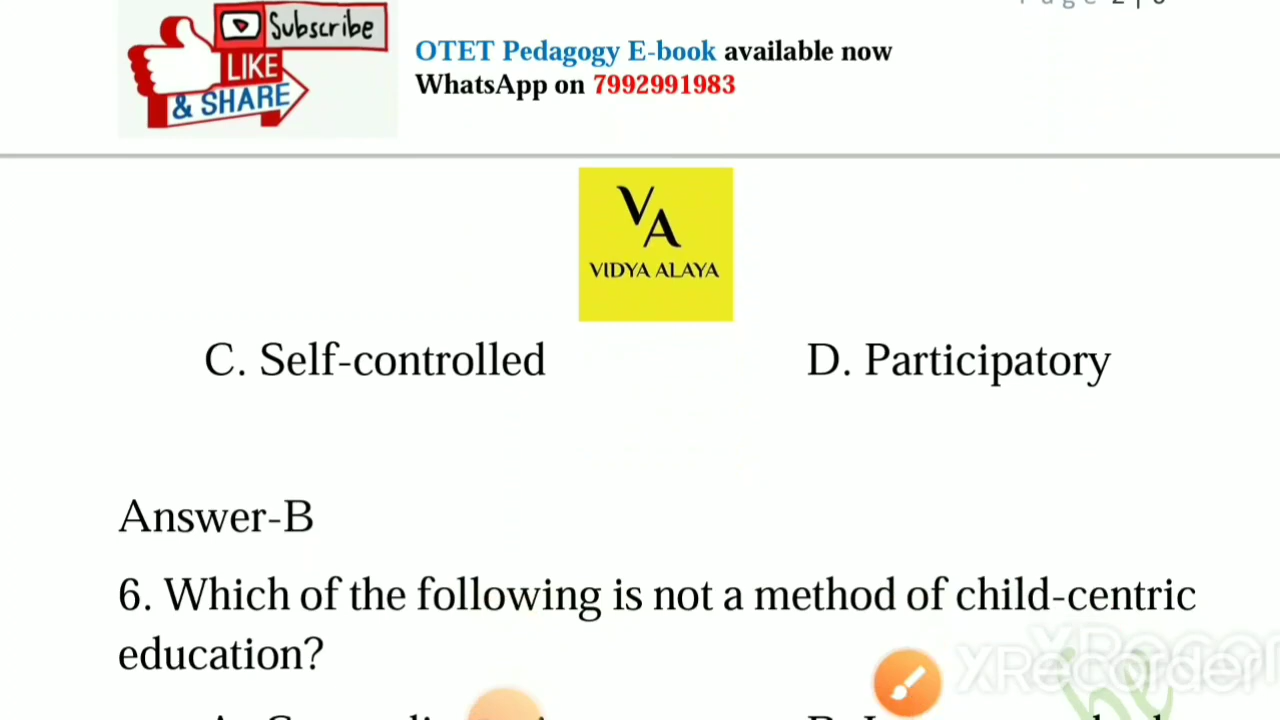 Subscribe
LIKE
& SHARE
OTET Pedagogy E-book available now
WhatsApp on 7992991983
VA
VIDYA ALAYA
C. Self-controlled
D. Participatory
Answer-B
6. Which of the following is not a method of child-centric
education?
XRecorder